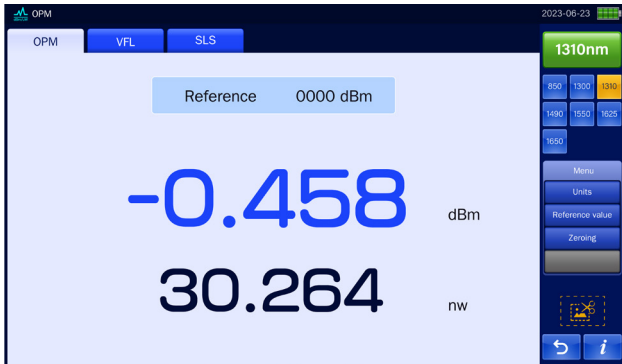 OPM
2023-06-23
OPM VFL SLS
1310nm
Reference 0000 dBm
850 1300 1310
1490 1550 1625
1650
Menu
Units
Reference value
Zeroing
-0.458 dBm
30.264 nw
i